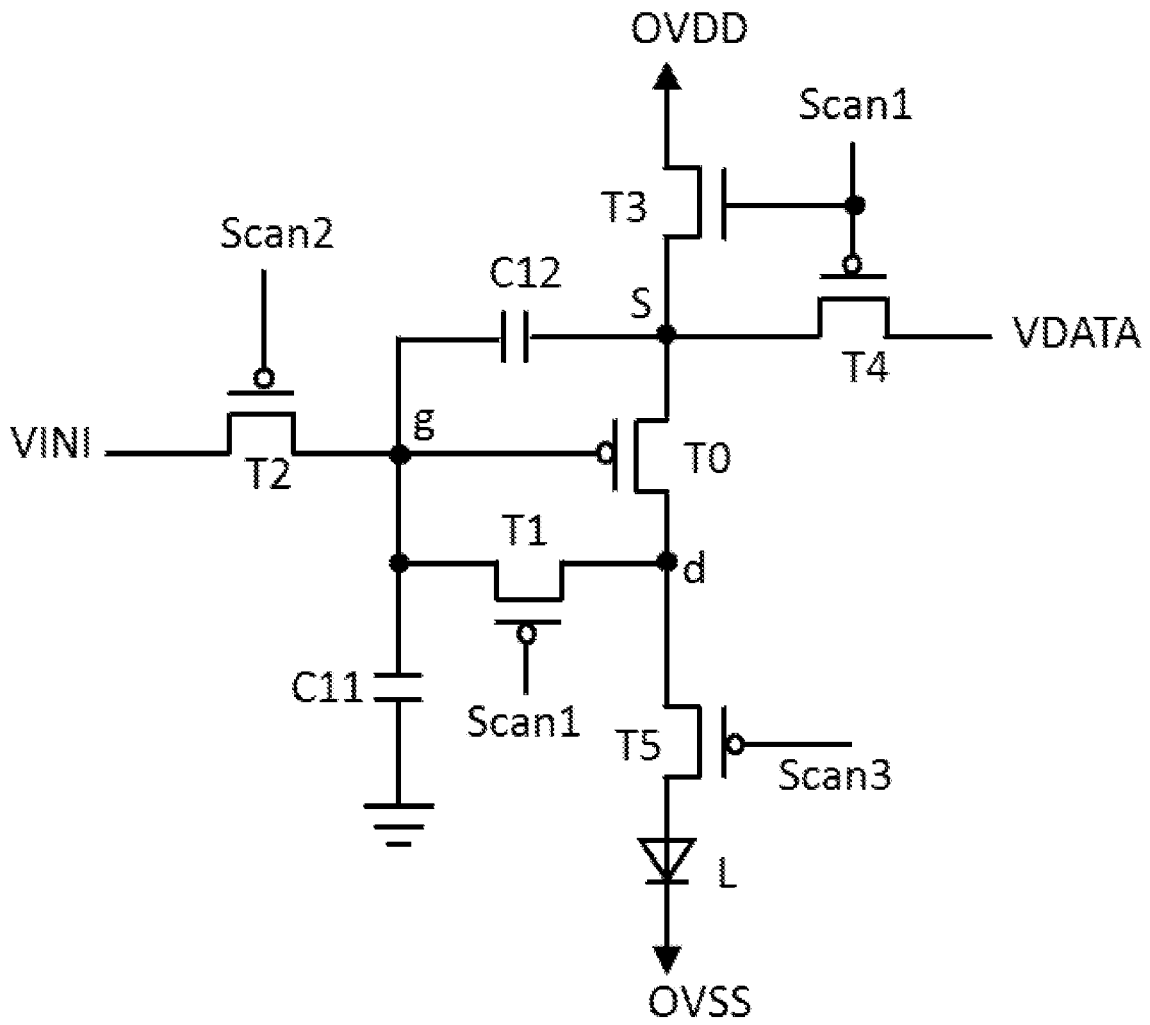 OVDD
Scan1
T3
Scan2
C12
S
VDATA
T4
g
VINI
T2
T0
T1
d
C11
Scan1
T5
Scan3
L
OVSS